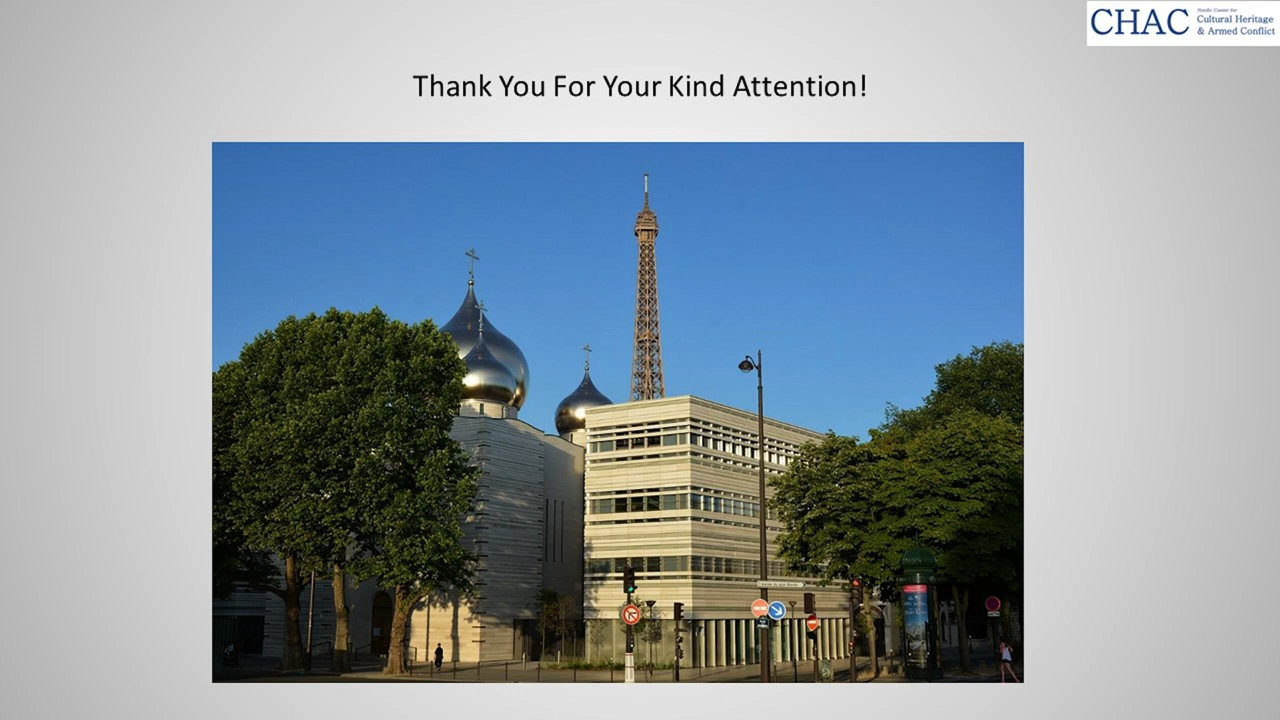 CHAC
Nordic Center for
Cultural Heritage
& Armed Conflict
Thank You For Your Kind Attention!